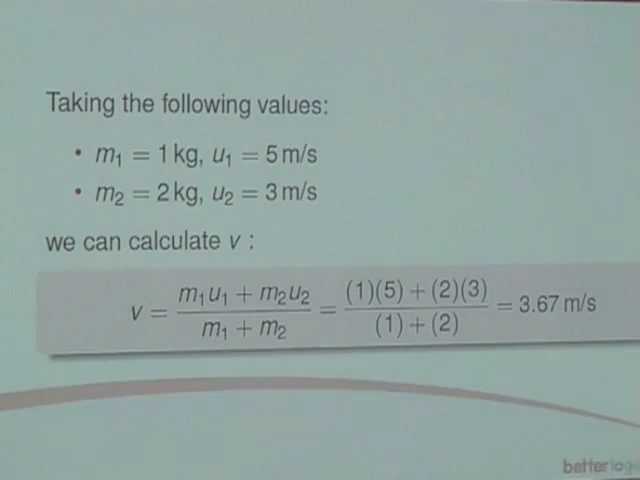 Taking the following values:
• m₁ = 1 kg, u₁ = 5 m/s
• m₂ = 2 kg, u₂ = 3 m/s
we can calculate v :
v = (m₁u₁ + m₂u₂)/(m₁ + m₂) = ((1)(5) + (2)(3))/((1) + (2)) = 3.67 m/s